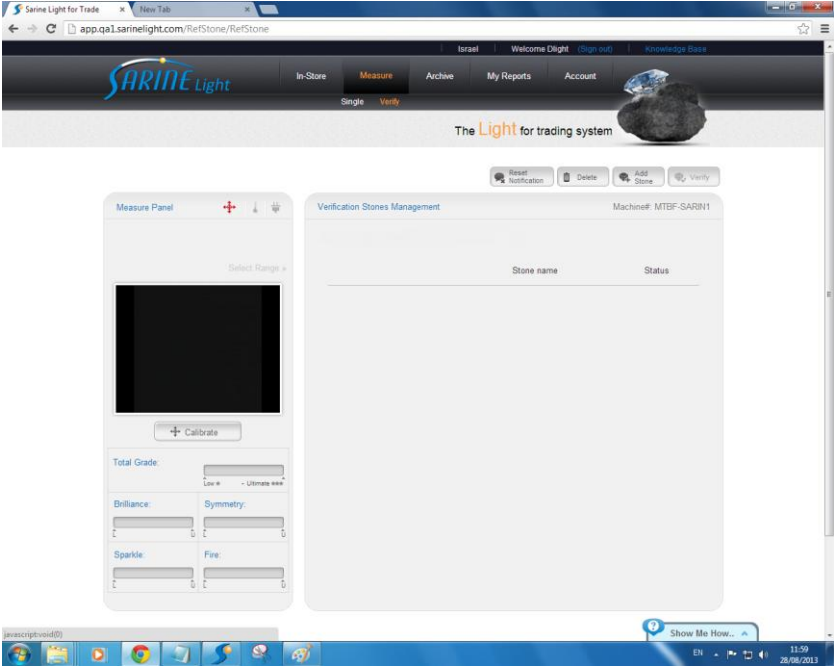 Sarine Light for Trade
New Tab
app.qa1.sarinelight.com/RefStone/RefStone
Israel Welcome Dlight (Sign out) Knowledge Base
SARINE Light
In-Store Measure Archive My Reports Account
Single Verify
The Light for trading system
Reset Notification Delete Add Stone Verify
Measure Panel
Verification Stones Management Machine#: MTBF-SARIN1
Select Range »
Stone name Status
Calibrate
Total Grade:
Low - Ultimate
Brilliance: Symmetry:
Sparkle: Fire:
Show Me How..
javascript:void(0)
EN 11:59
28/08/2013